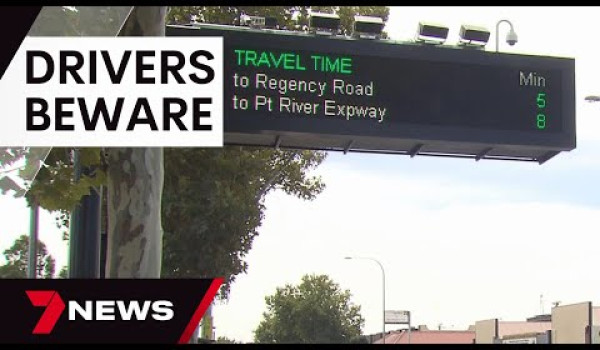 DRIVERS
BEWARE
TRAVEL TIME Min
to Regency Road 5
to Pt River Expway 8
7NEWS